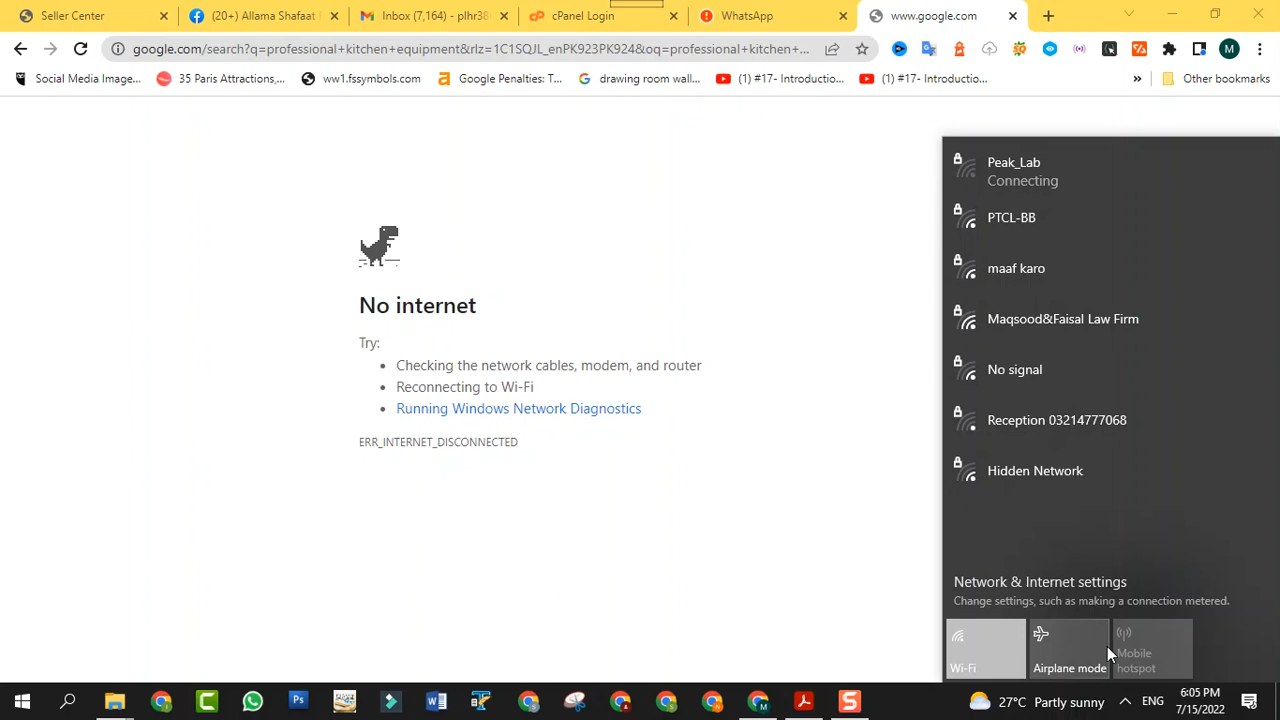 Seller Center
(20+) Allama Shafaat
Inbox (7,164) - plhr38
cPanel Login
WhatsApp
www.google.com
google.com/search?q=professional+kitchen+equipment&rlz=1C1SQJL_enPK923PK924&oq=professional+kitchen+...
M
Social Media Image...
35 Paris Attractions,...
ww1.fssymbols.com
Google Penalties: T...
drawing room wall...
(1) #17- Introductio...
(1) #17- Introductio...
»
Other bookmarks
No internet
Try:
• Checking the network cables, modem, and router
• Reconnecting to Wi-Fi
• Running Windows Network Diagnostics
ERR_INTERNET_DISCONNECTED
Peak_Lab
Connecting
PTCL-BB
maaf karo
Maqsood&Faisal Law Firm
No signal
Reception 03214777068
Hidden Network
Network & Internet settings
Change settings, such as making a connection metered.
Wi-Fi
Airplane mode
Mobile
hotspot
27°C Partly sunny
ENG
6:05 PM
7/15/2022